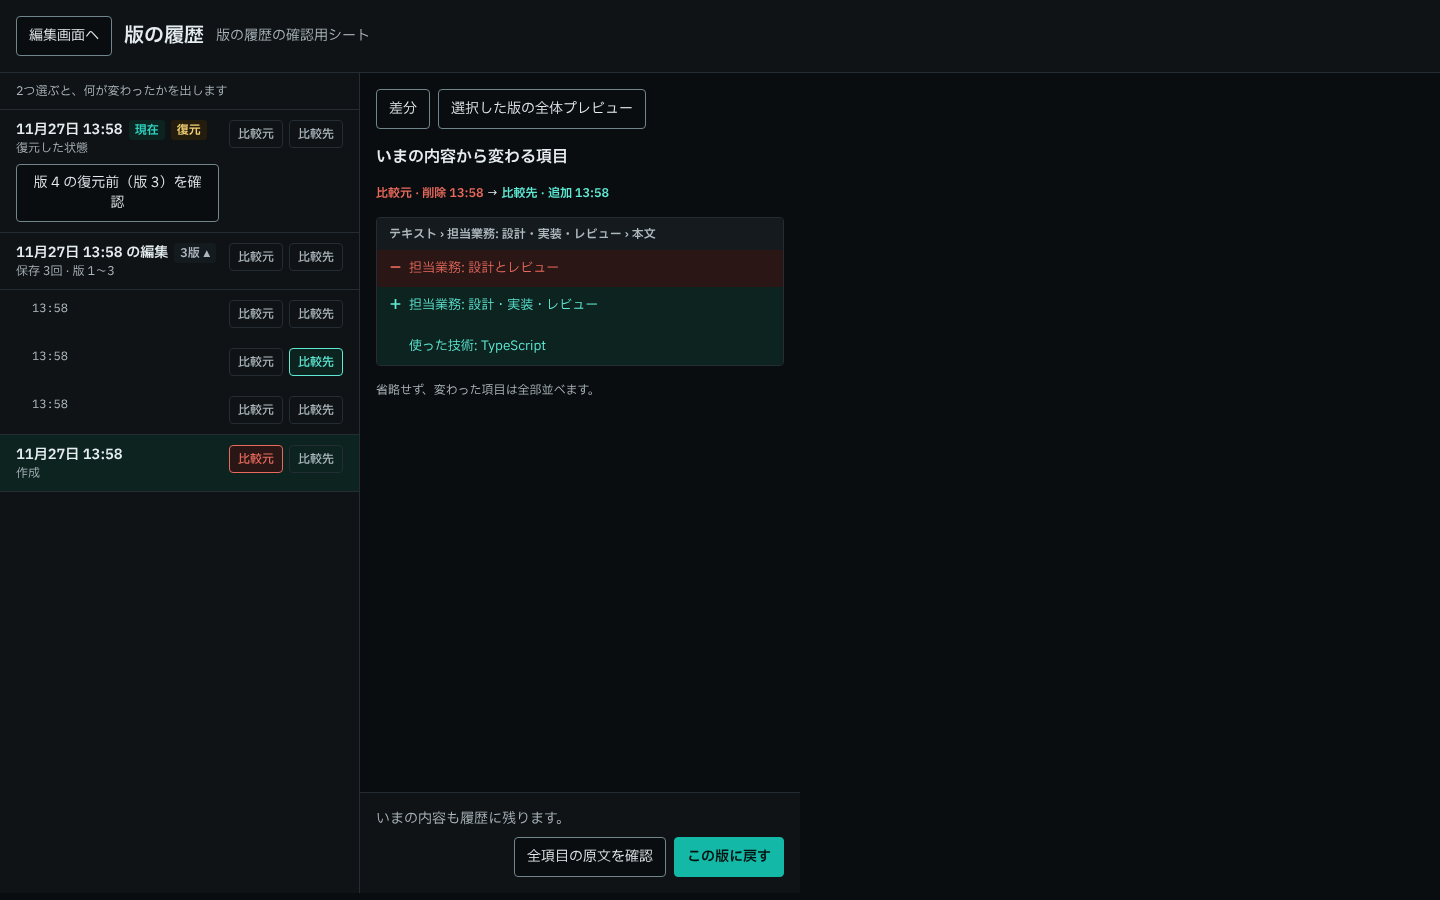 編集画面へ 版の履歴 版の履歴の確認用シート
2つ選ぶと、何が変わったかを出します
11月27日 13:58 現在 復元 比較元 比較先
復元した状態
版 4 の復元前（版 3）を確
認
11月27日 13:58 の編集 3版 ▲ 比較元 比較先
保存 3回 · 版 1〜3
13:58 比較元 比較先
13:58 比較元 比較先
13:58 比較元 比較先
11月27日 13:58 比較元 比較先
作成
差分 選択した版の全体プレビュー
いまの内容から変わる項目
比較元 · 削除 13:58 → 比較先 · 追加 13:58
テキスト › 担当業務: 設計・実装・レビュー › 本文
− 担当業務: 設計とレビュー
+ 担当業務: 設計・実装・レビュー
使った技術: TypeScript
省略せず、変わった項目は全部並べます。
いまの内容も履歴に残ります。
全項目の原文を確認 この版に戻す